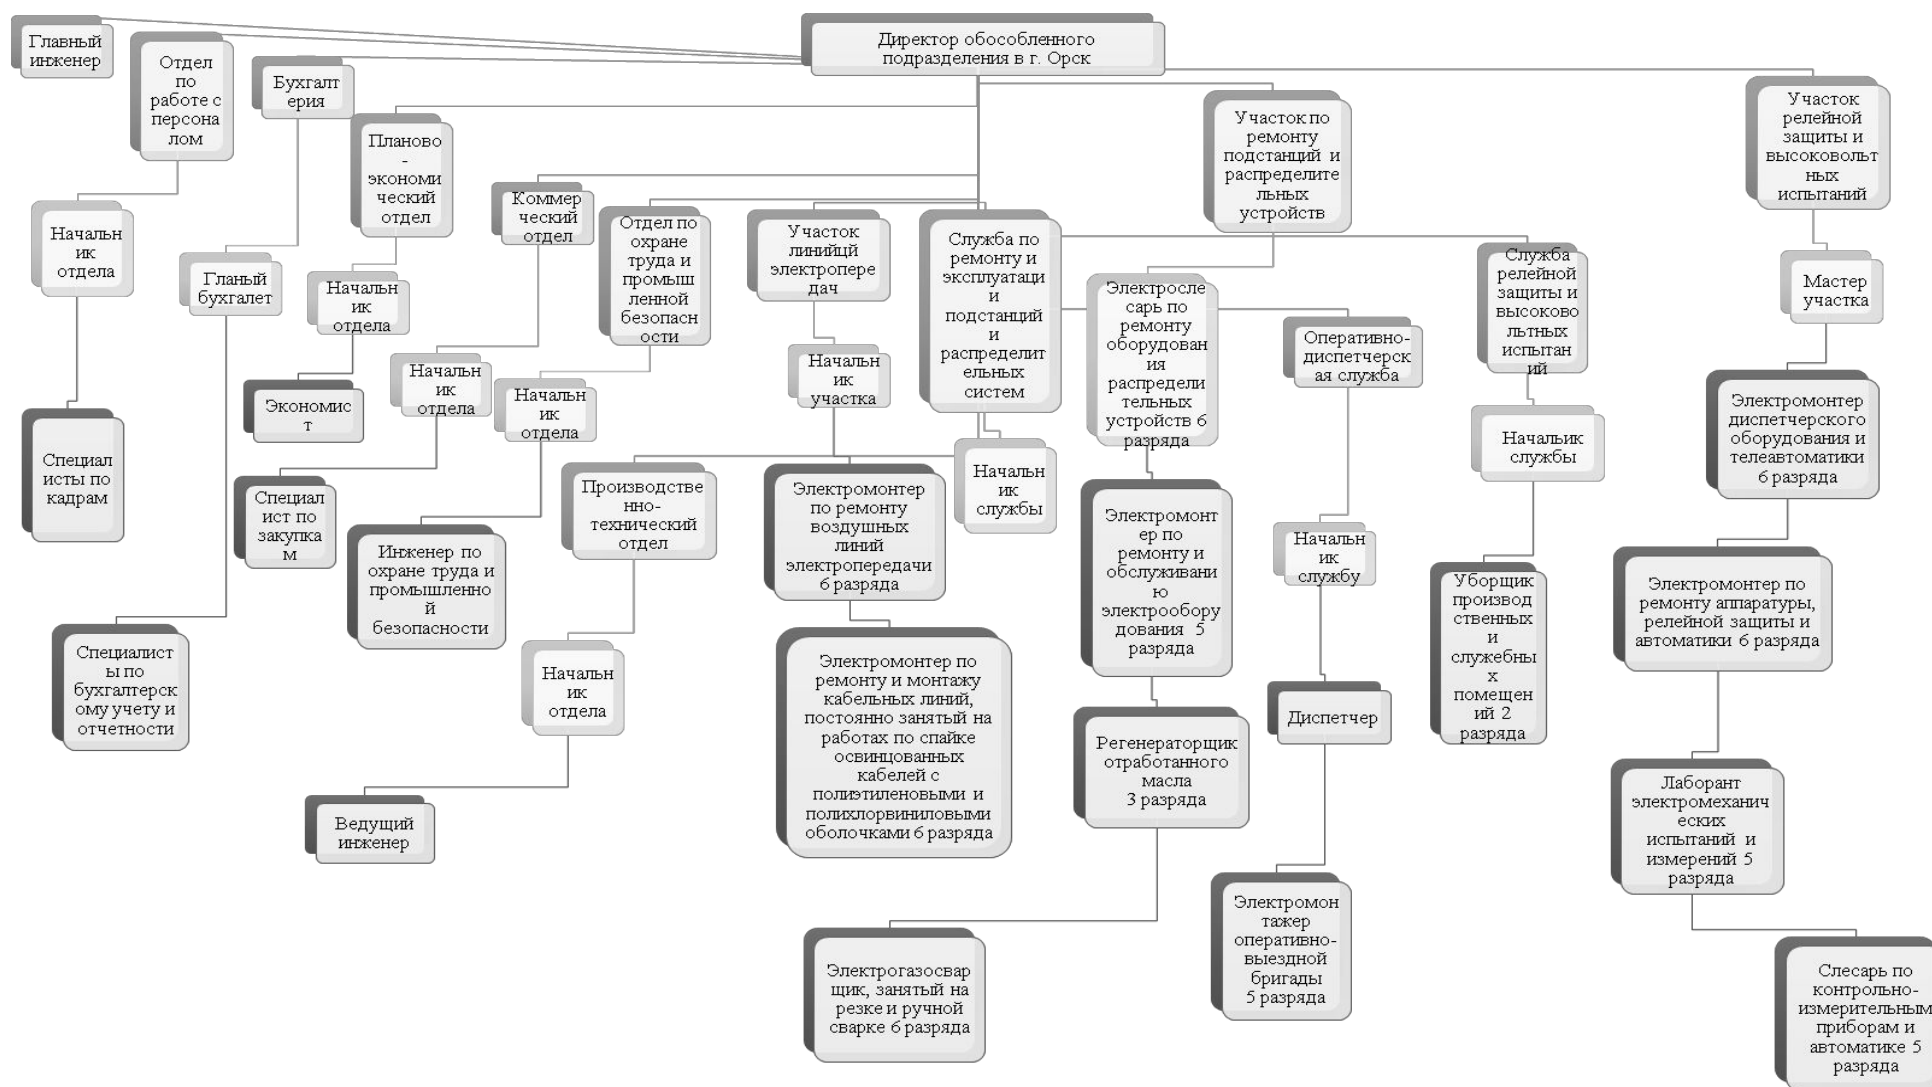 Директор обособленного
подразделения в г. Орск
Главный
инженер
Отдел
по
работе с
персона
лом
Бухгалт
ерия
Планово
-
экономи
ческий
отдел
Коммер
ческий
отдел
Отдел по
охране
труда и
промыш
ленной
безопасн
ости
Участок
линийцй
электропере
дач
Служба по
ремонту и
эксплуатаци
и
подстанций
и
распределит
ельных
систем
Участок по
ремонту
подстанций и
распределите
льных
устройств
Участок
релейной
защиты и
высоковольт
ных
испытаний
Начальн
ик
отдела
Гланый
бухгалет
Начальн
ик
отдела
Начальн
ик
отдела
Начальн
ик
отдела
Начальн
ик
участка
Электросле
сарь по
ремонту
оборудован
ия
распредели
тельных
устройств 6
разряда
Оперативно-
диспетчерск
ая служба
Служба
релейной
защиты и
высоково
льтных
испытан
ий
Мастер
участка
Специал
исты по
кадрам
Экономис
т
Специал
ист по
закупка
м
Инженер по
охране труда и
промышленно
й
безопасности
Производстве
нно-
технический
отдел
Электромонтер
по ремонту
воздушных
линий
электропередачи
6 разряда
Начальн
ик
службы
Электромонт
ер по
ремонту и
обслуживани
ю
электрообору
дования 5
разряда
Начальн
ик
службу
Начальик
службы
Электромонтер
диспетчерского
оборудования и
телеавтоматики
6 разряда
Специалист
ы по
бухгалтерск
ому учету и
отчетности
Начальн
ик
отдела
Электромонтер по
ремонту и монтажу
кабельных линий,
постоянно занятый на
работах по спайке
освинцованных
кабелей с
полиэтиленовыми и
полихлорвиниловыми
оболочками 6 разряда
Регенераторщик
отработанного
масла
3 разряда
Диспетчер
Уборщик
производ
ственных
и
служебны
х
помещен
ий 2
разряда
Электромонтер по
ремонту аппаратуры,
релейной защиты и
автоматики 6 разряда
Ведущий
инженер
Электрогазосвар
щик, занятый на
резке и ручной
сварке 6 разряда
Электромон
тажер
оперативно-
выездной
бригады
5 разряда
Лаборант
электромеханич
еских
испытаний и
измерений 5
разряда
Слесарь по
контрольно-
измерительным
приборам и
автоматике 5
разряда